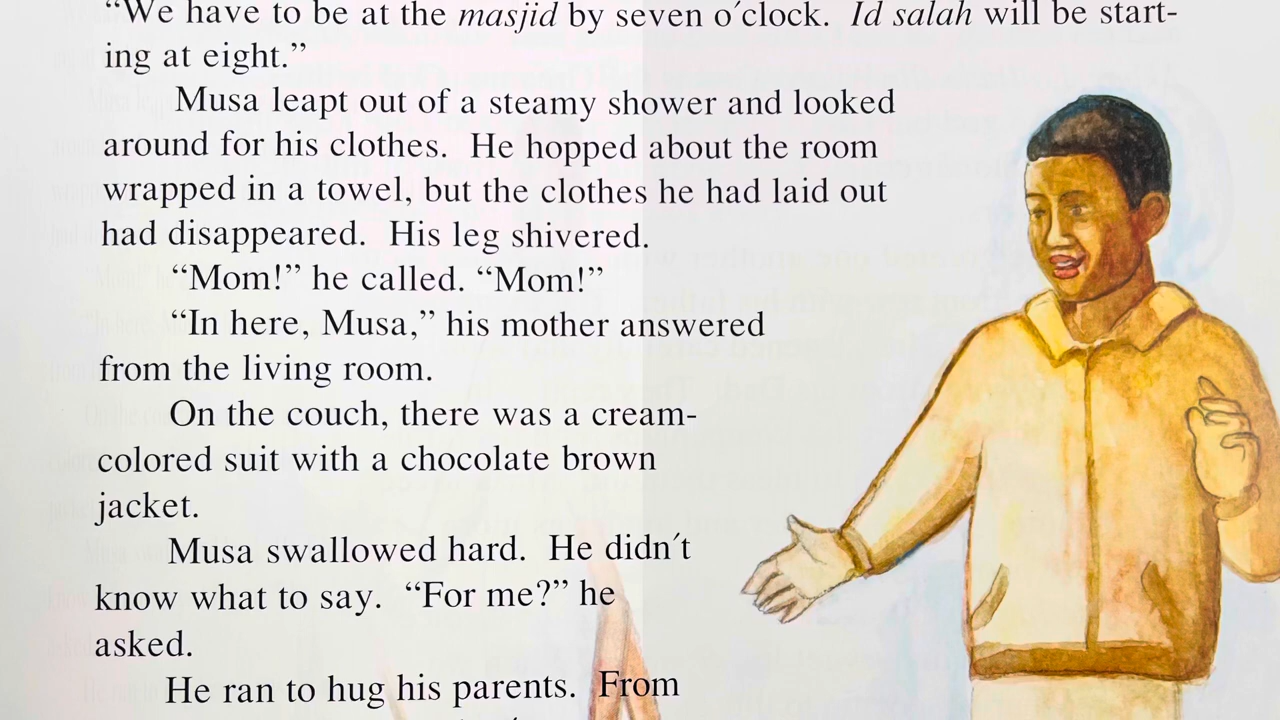 “We have to be at the masjid by seven o′clock.  Id salah will be start-
ing at eight.”
Musa leapt out of a steamy shower and looked
around for his clothes.  He hopped about the room
wrapped in a towel, but the clothes he had laid out
had disappeared.  His leg shivered.
“Mom!” he called. “Mom!”
“In here, Musa,” his mother answered
from the living room.
On the couch, there was a cream-
colored suit with a chocolate brown
jacket.
Musa swallowed hard.  He didn′t
know what to say.  “For me?” he
asked.
He ran to hug his parents.  From